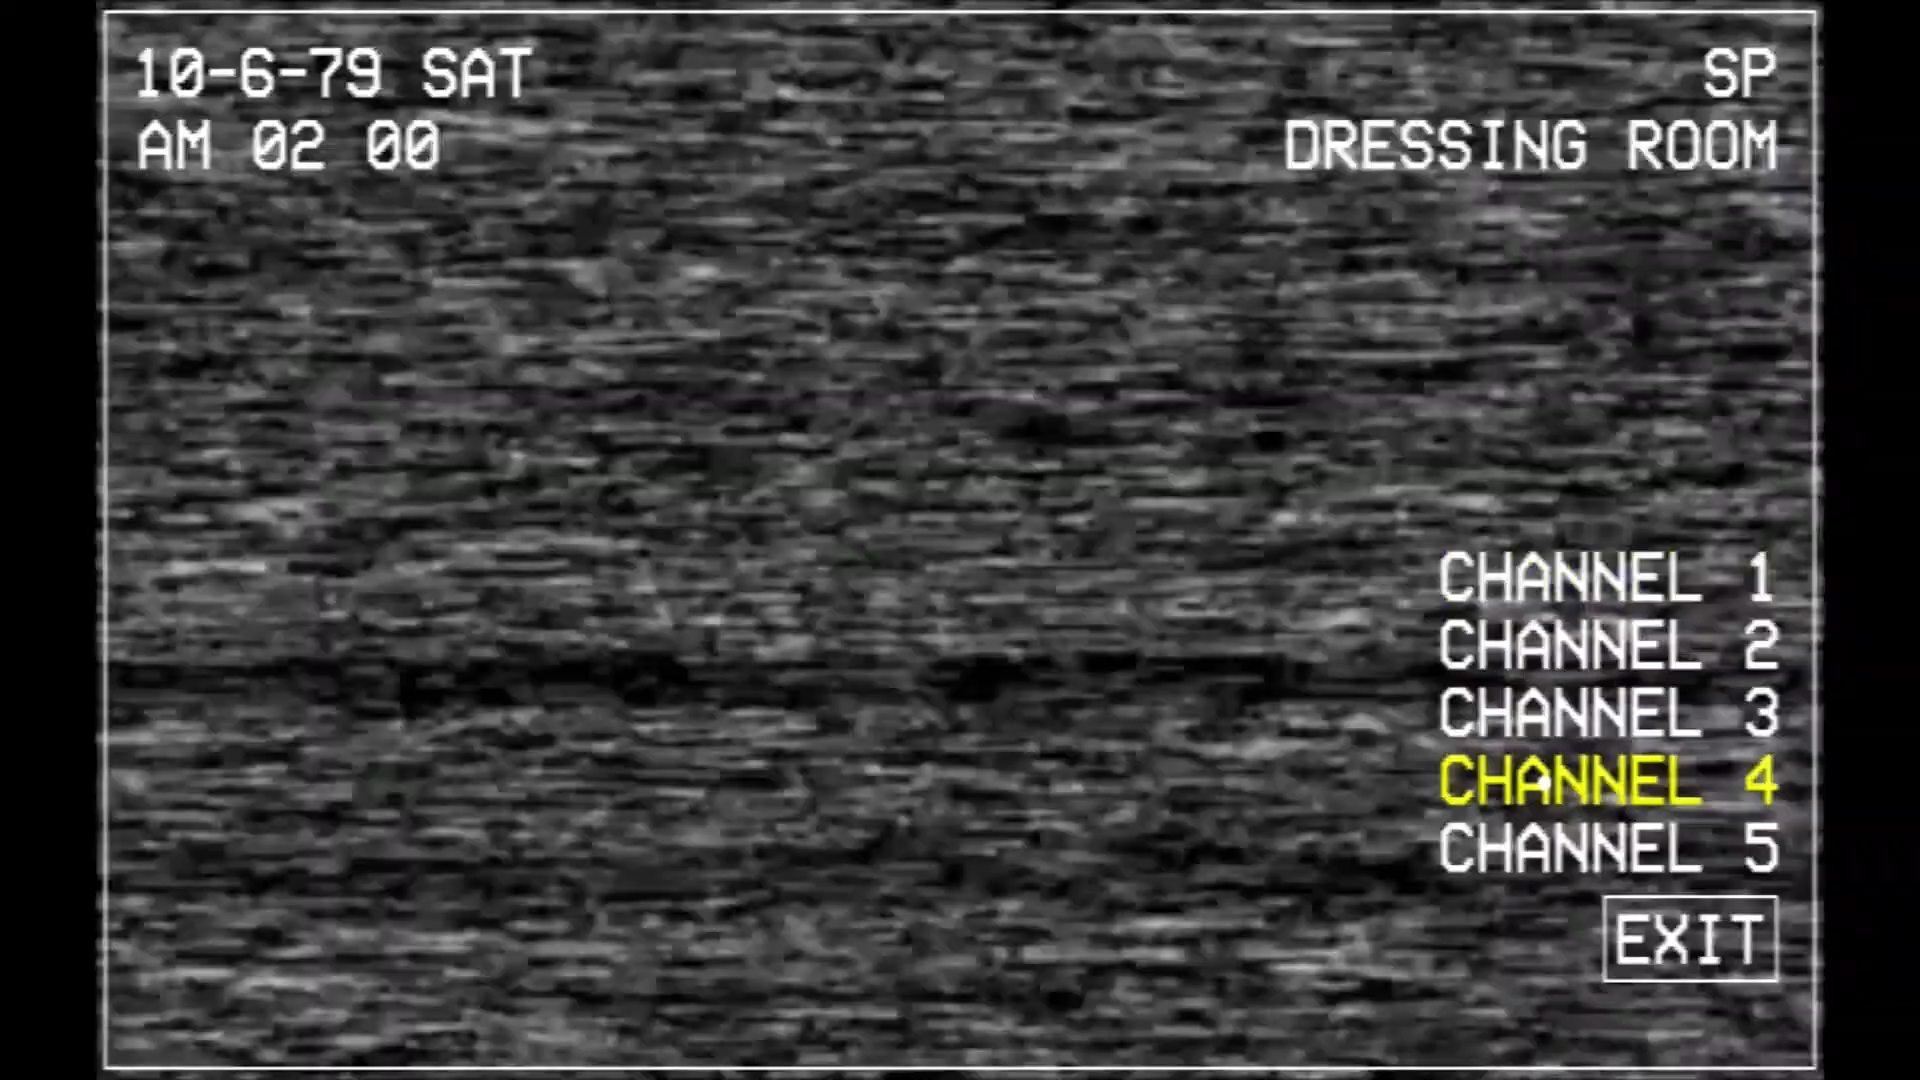 10-6-79 SAT
SP
AM 02 00
DRESSING ROOM
CHANNEL 1
CHANNEL 2
CHANNEL 3
CHANNEL 4
CHANNEL 5
EXIT